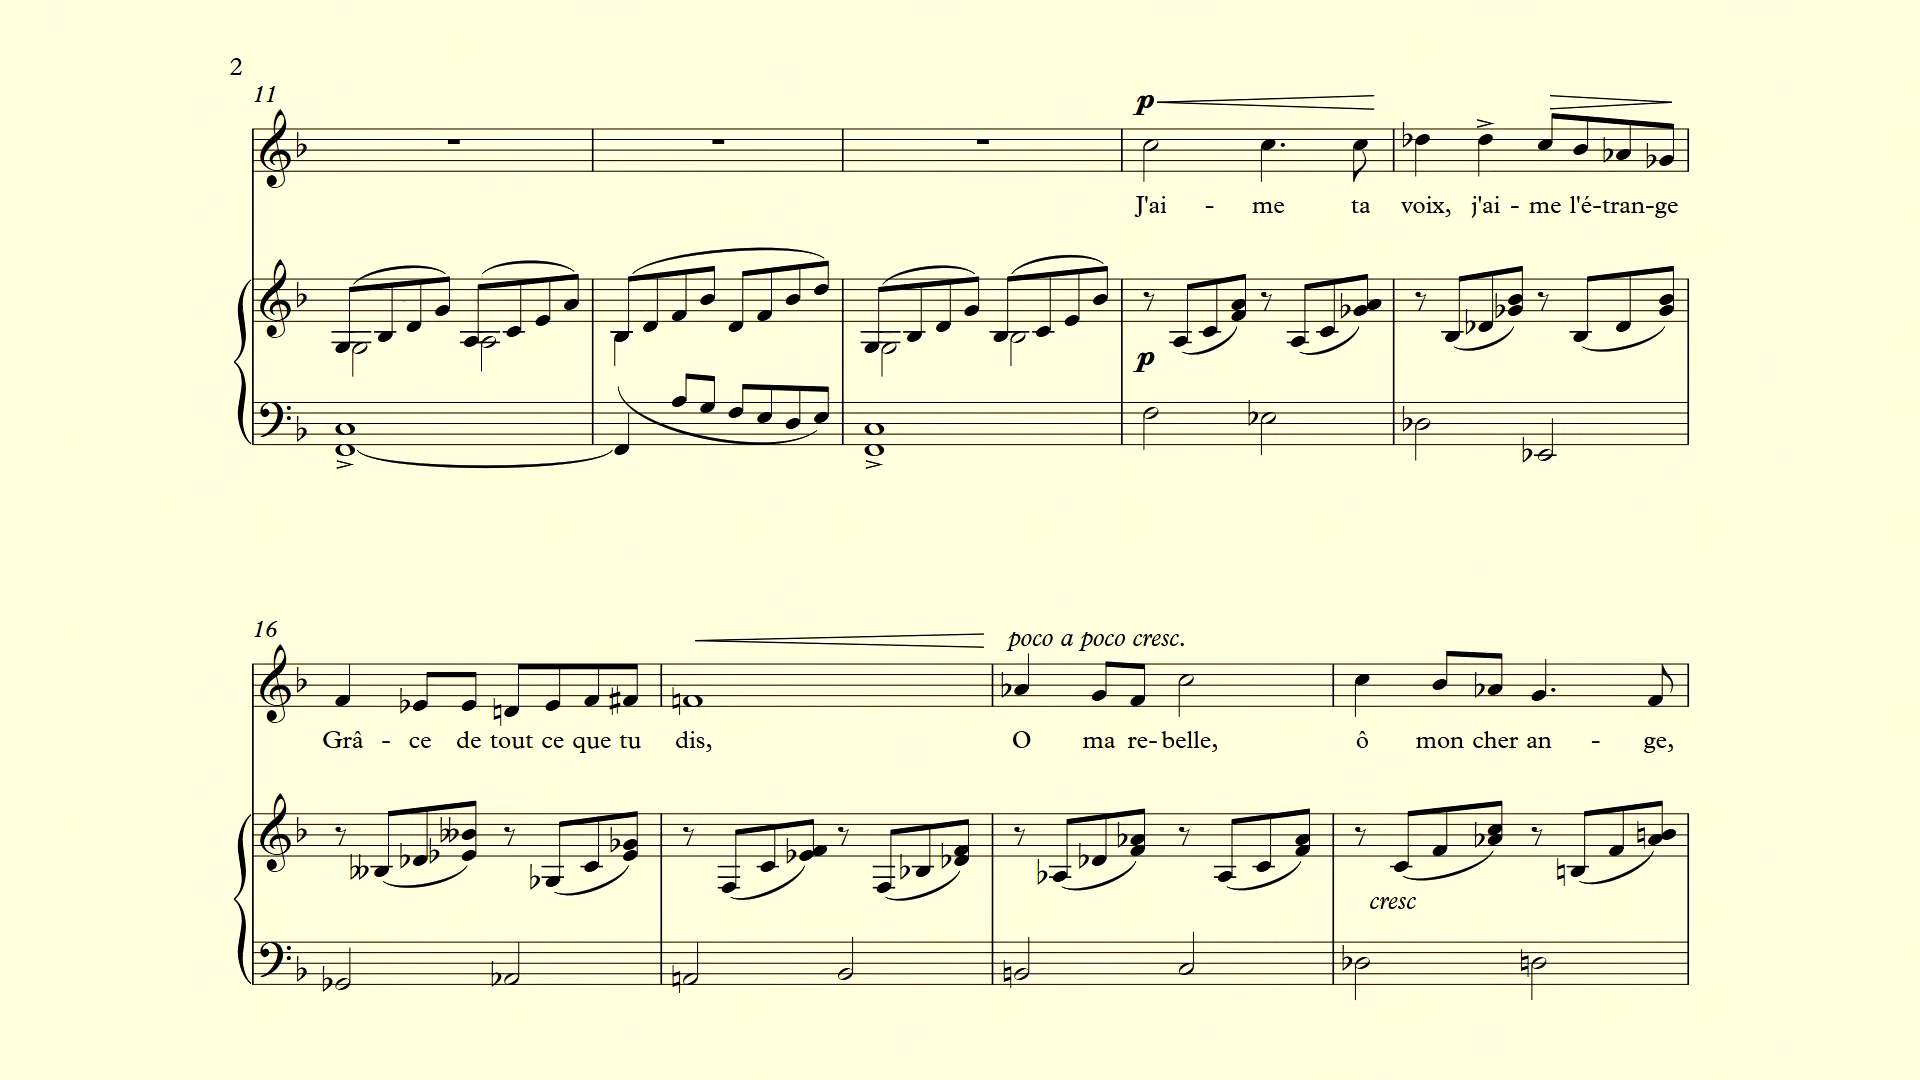 2
11
p
J'ai - me ta voix, j'ai - me l'é-tran-ge
p
16
poco a poco cresc.
Grâ - ce de tout ce que tu dis, O ma re-belle, ô mon cher an - ge,
cresc